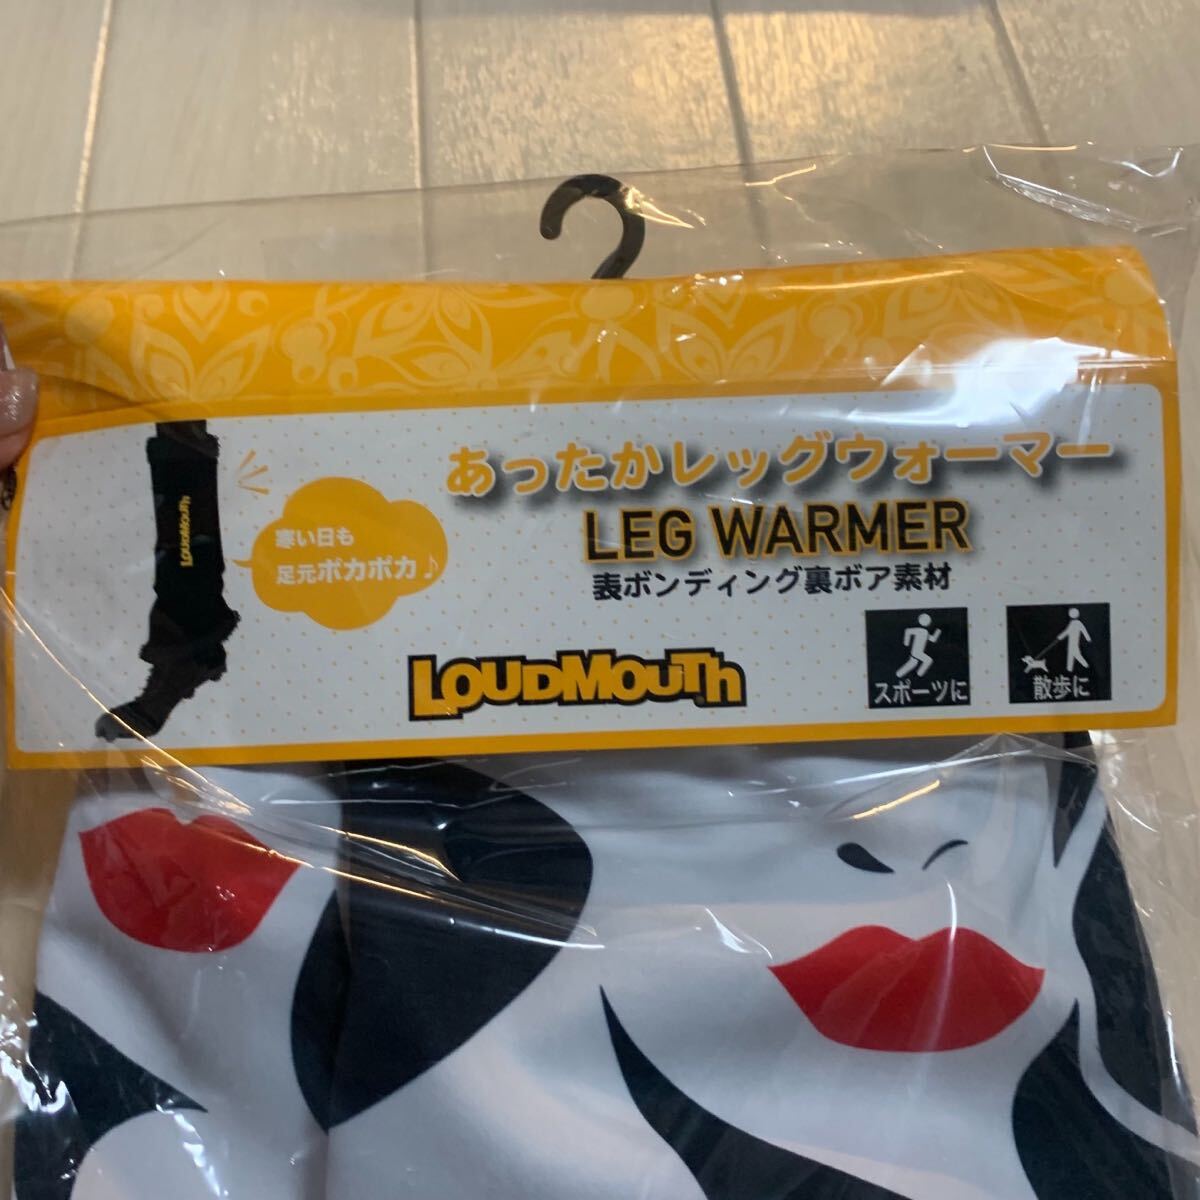 あったかレッグウォーマー
LEG WARMER
表ボンディング裏ボア素材
寒い日も
足元ポカポカ♪
LOUDMOUTH
LOUDMOUTh
スポーツに
散歩に